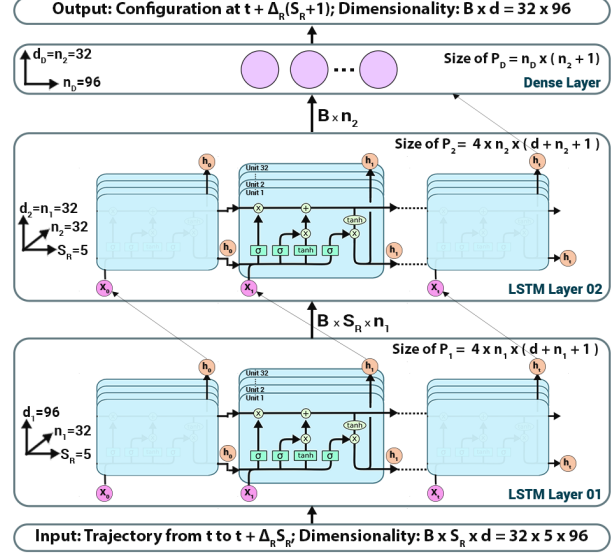 Output: Configuration at t + Δ_R(S_R+1); Dimensionality: B x d = 32 x 96
d_D=n_2=32
n_D=96
Size of P_D = n_D x ( n_2 + 1)
Dense Layer
B x n_2
Size of P_2 = 4 x n_2 x ( d + n_2 + 1 )
h_0
h_1
h_t
Unit 32
⋮
Unit 2
Unit 1
d_2=n_1=32
n_2=32
S_R=5
x
+
tanh
x
x
h_0
σ
σ
tanh
σ
h_1
h_t
X_0
X_1
X_t
LSTM Layer 02
B x S_R x n_1
Size of P_1 = 4 x n_1 x ( d + n_1 + 1 )
h_0
h_1
h_t
Unit 32
⋮
Unit 2
Unit 1
d_1=96
n_1=32
S_R=5
x
+
tanh
x
x
h_0
σ
σ
tanh
σ
h_1
h_t
X_0
X_1
X_t
LSTM Layer 01
Input: Trajectory from t to t + Δ_RS_R; Dimensionality: B x S_R x d = 32 x 5 x 96